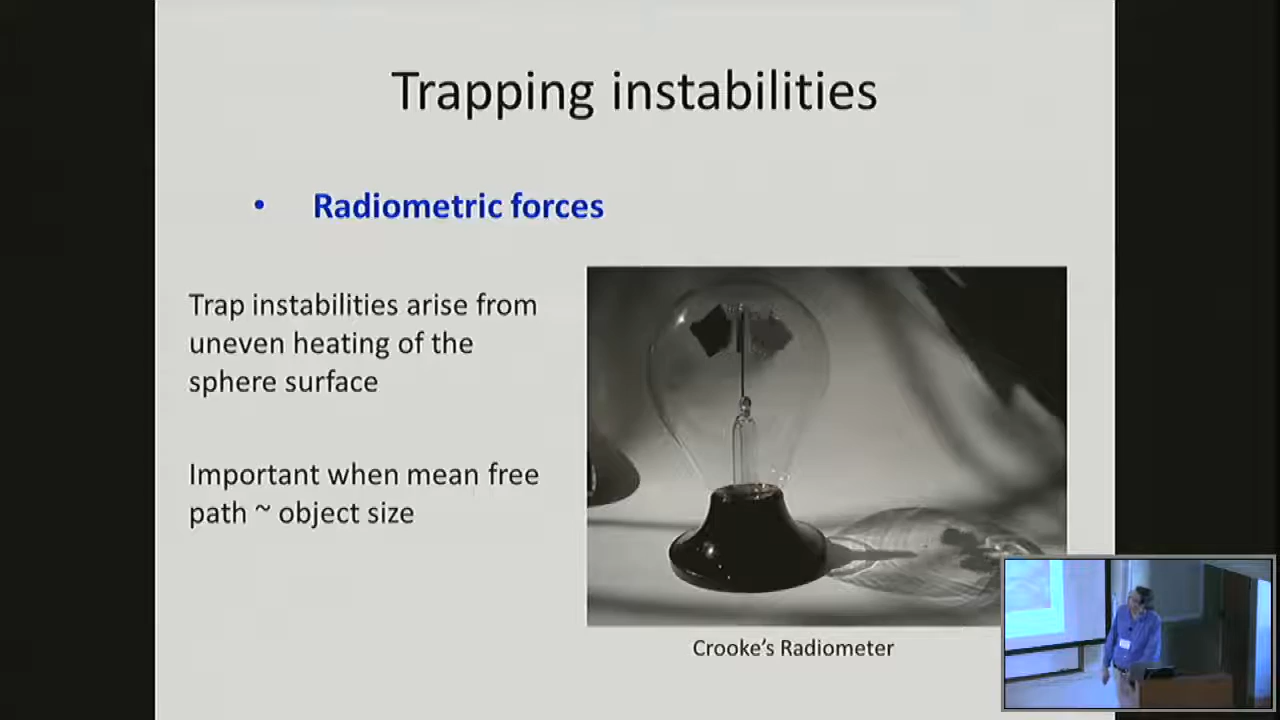 Trapping instabilities
• Radiometric forces
Trap instabilities arise from
uneven heating of the
sphere surface
Important when mean free
path ~ object size
Crooke's Radiometer